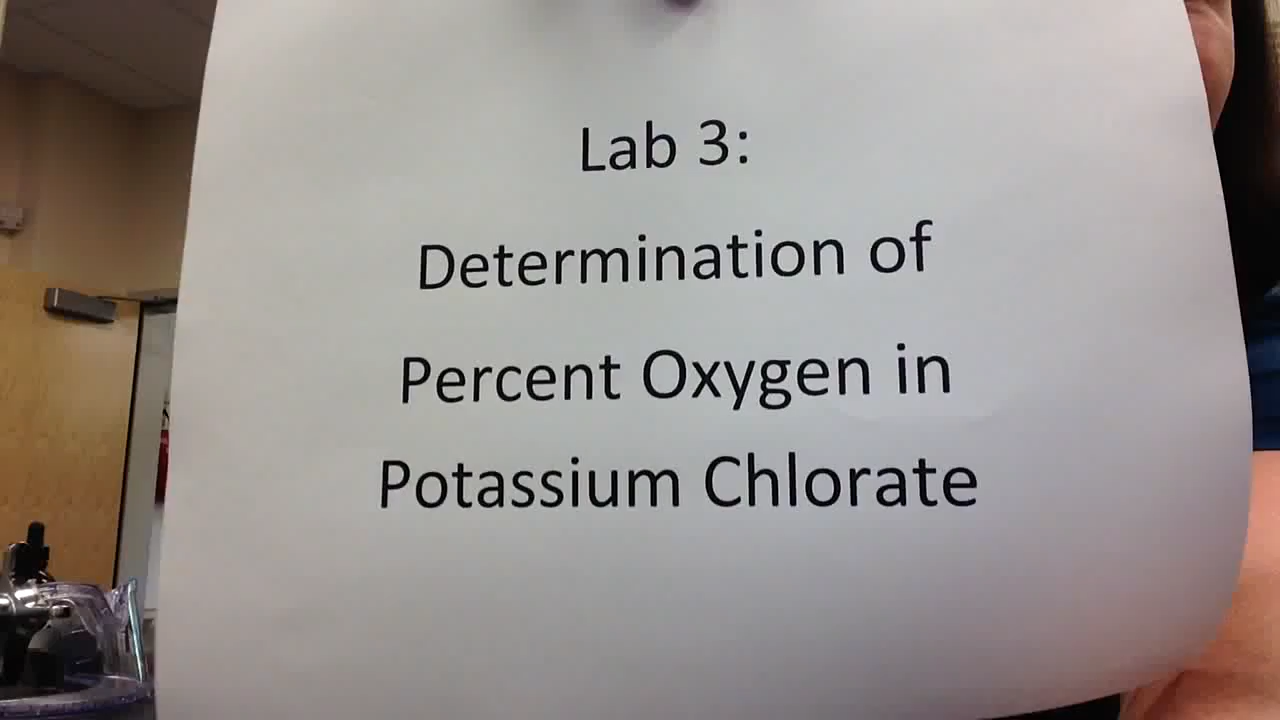 Lab 3:
Determination of
Percent Oxygen in
Potassium Chlorate